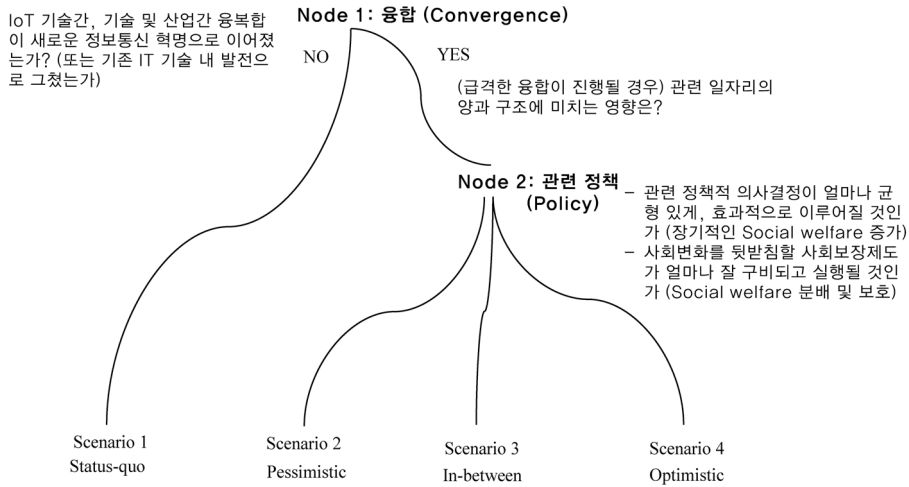 Node 1: 융합 (Convergence)
IoT 기술간, 기술 및 산업간 융복합
이 새로운 정보통신 혁명으로 이어졌
는가? (또는 기존 IT 기술 내 발전으
로 그쳤는가)
NO
YES
(급격한 융합이 진행될 경우) 관련 일자리의
양과 구조에 미치는 영향은?
Node 2: 관련 정책
(Policy)
– 관련 정책적 의사결정이 얼마나 균
형 있게, 효과적으로 이루어질 것인
가 (장기적인 Social welfare 증가)
– 사회변화를 뒷받침할 사회보장제도
가 얼마나 잘 구비되고 실행될 것인
가 (Social welfare 분배 및 보호)
Scenario 1
Status-quo
Scenario 2
Pessimistic
Scenario 3
In-between
Scenario 4
Optimistic